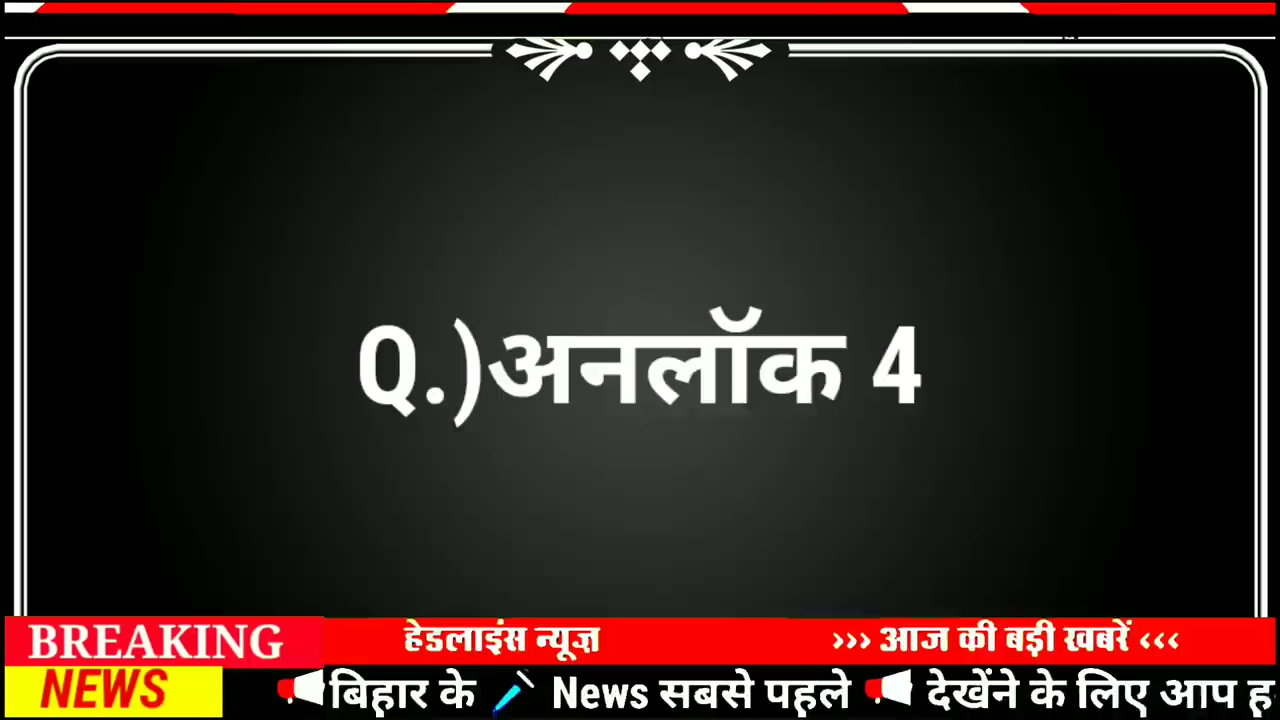 Q.)अनलॉक 4
BREAKING
NEWS
हेडलाइंस न्यूज़
››› आज की बड़ी खबरें ‹‹‹
बिहार के News सबसे पहले देखेंने के लिए आप ह